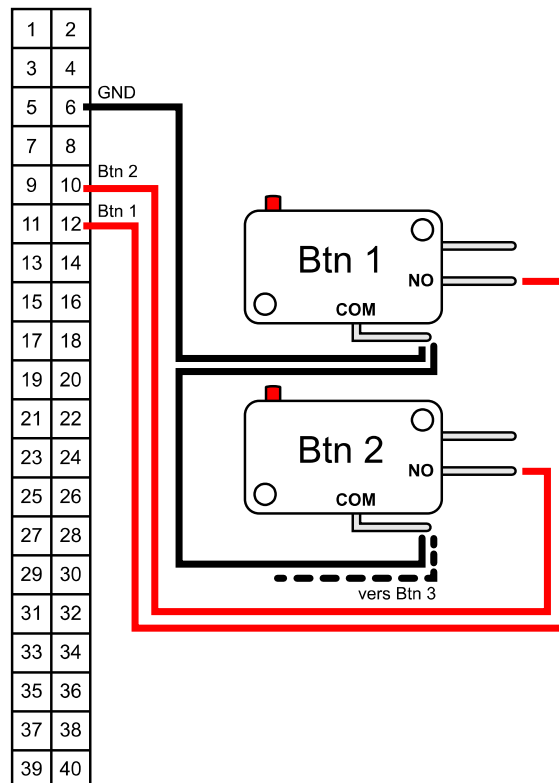 1 2
3 4
5 6
GND
7 8
9 10
Btn 2
11 12
Btn 1
13 14
15 16
17 18
19 20
21 22
23 24
25 26
27 28
29 30
31 32
33 34
35 36
37 38
39 40
Btn 1
NO
COM
Btn 2
NO
COM
vers Btn 3